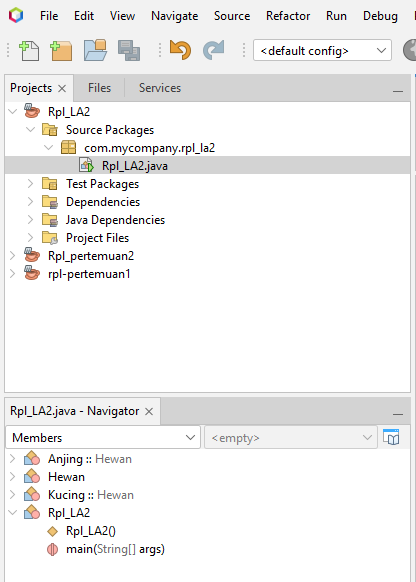 File Edit View Navigate Source Refactor Run Debug
<default config>
Projects Files Services
Rpl_LA2
Source Packages
com.mycompany.rpl_la2
Rpl_LA2.java
Test Packages
Dependencies
Java Dependencies
Project Files
Rpl_pertemuan2
rpl-pertemuan1
Rpl_LA2.java - Navigator
Members <empty>
Anjing :: Hewan
Hewan
Kucing :: Hewan
Rpl_LA2
Rpl_LA2()
main(String[] args)